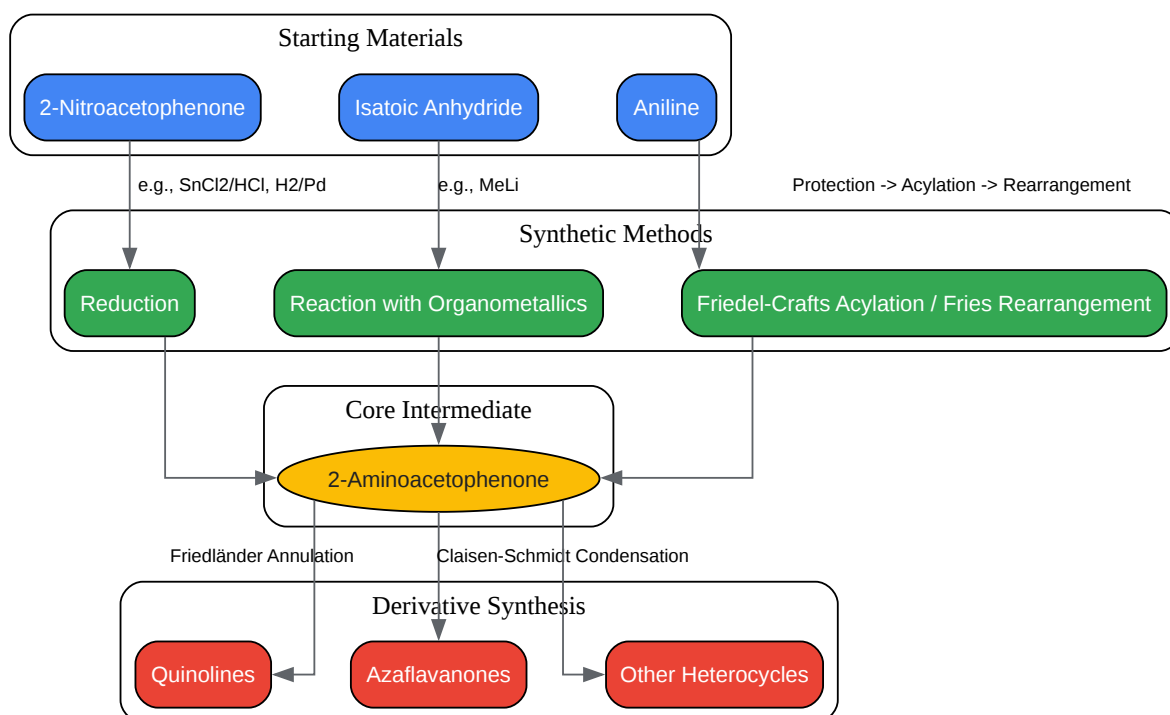 Starting Materials
2-Nitroacetophenone
Isatoic Anhydride
Aniline
e.g., SnCl2/HCl, H2/Pd
e.g., MeLi
Protection -> Acylation -> Rearrangement
Synthetic Methods
Reduction
Reaction with Organometallics
Friedel-Crafts Acylation / Fries Rearrangement
Core Intermediate
2-Aminoacetophenone
Friedländer Annulation
Claisen-Schmidt Condensation
Derivative Synthesis
Quinolines
Azaflavanones
Other Heterocycles